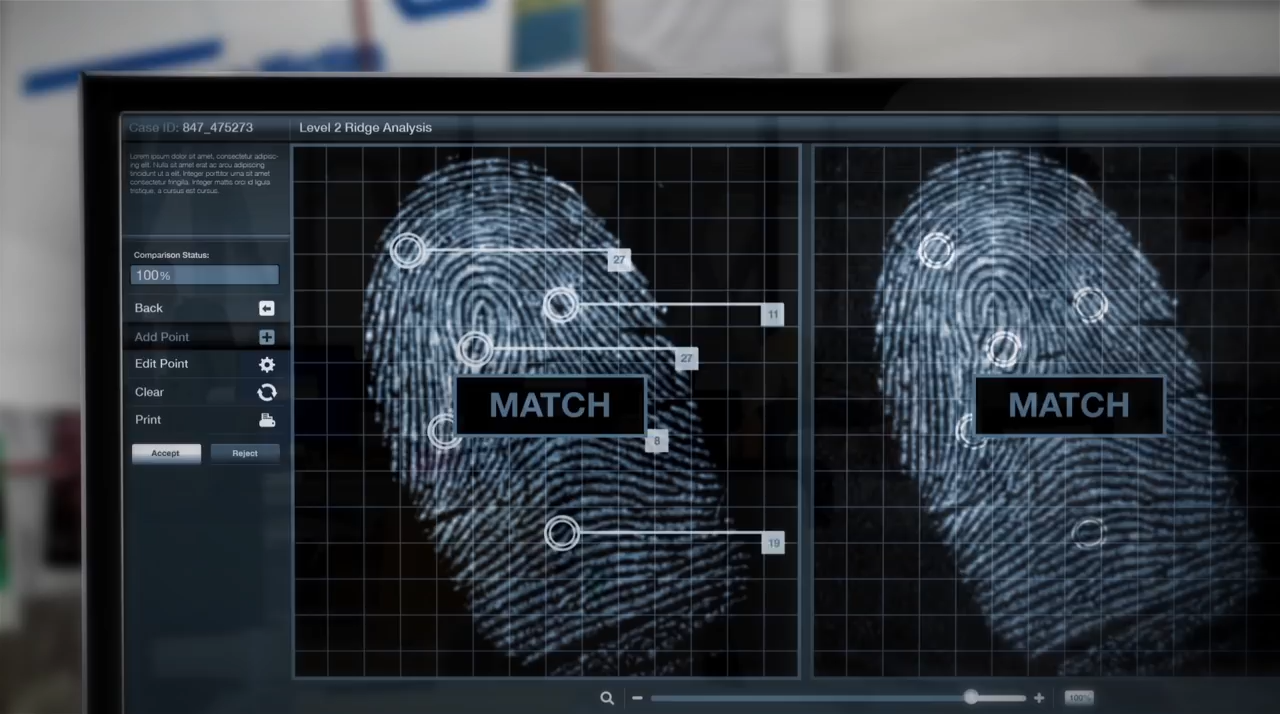 Case ID: 847_475273
Level 2 Ridge Analysis
Lorem ipsum dolor sit amet, consectetur adipisc-
ing elit. Nulla sit amet erat ac arcu adipiscing
tincidunt ut a elit. Integer porttitor urna sit amet
consectetur fringilla. Integer mattis orci id ligula
tristique, a cursus est cursus.
Comparison Status:
100%
Back
Add Point
Edit Point
Clear
Print
Accept
Reject
27
11
27
MATCH
8
19
MATCH
100%